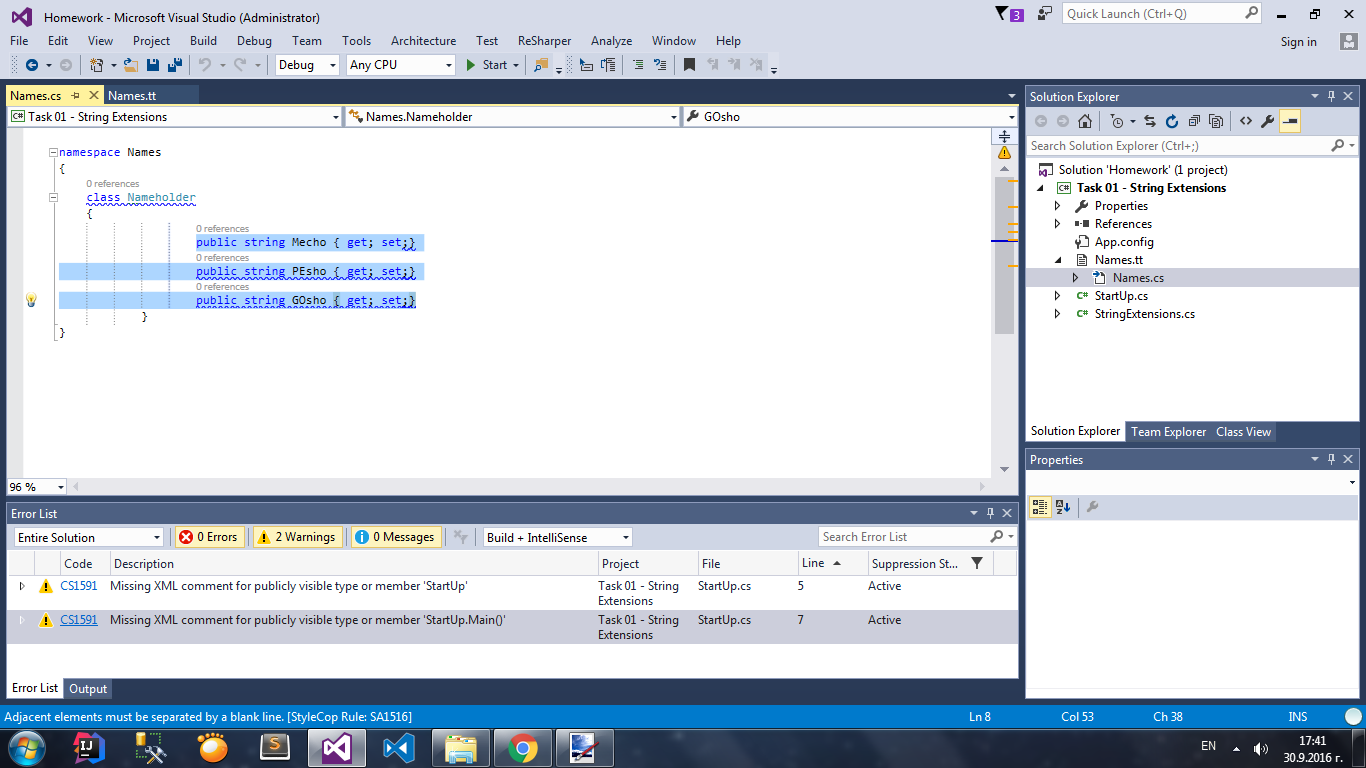 Homework - Microsoft Visual Studio (Administrator)
3
Quick Launch (Ctrl+Q)
File Edit View Project Build Debug Team Tools Architecture Test ReSharper Analyze Window Help
Sign in
Debug Any CPU Start
Names.cs Names.tt
C# Task 01 - String Extensions Names.Nameholder GOsho
namespace Names
{
0 references
class Nameholder
{
0 references
public string Mecho { get; set;}
0 references
public string PEsho { get; set;}
0 references
public string GOsho { get; set;}
}
}
96 %
Solution Explorer
Search Solution Explorer (Ctrl+;)
Solution 'Homework' (1 project)
C# Task 01 - String Extensions
Properties
References
App.config
Names.tt
Names.cs
C# StartUp.cs
C# StringExtensions.cs
Solution Explorer Team Explorer Class View
Properties
Error List
Entire Solution 0 Errors 2 Warnings 0 Messages Build + IntelliSense Search Error List
Code Description Project File Line Suppression St...
CS1591 Missing XML comment for publicly visible type or member 'StartUp' Task 01 - String Extensions StartUp.cs 5 Active
CS1591 Missing XML comment for publicly visible type or member 'StartUp.Main()' Task 01 - String Extensions StartUp.cs 7 Active
Error List Output
Adjacent elements must be separated by a blank line. [StyleCop Rule: SA1516] Ln 8 Col 53 Ch 38 INS
IJ S
EN 17:41
30.9.2016 г.